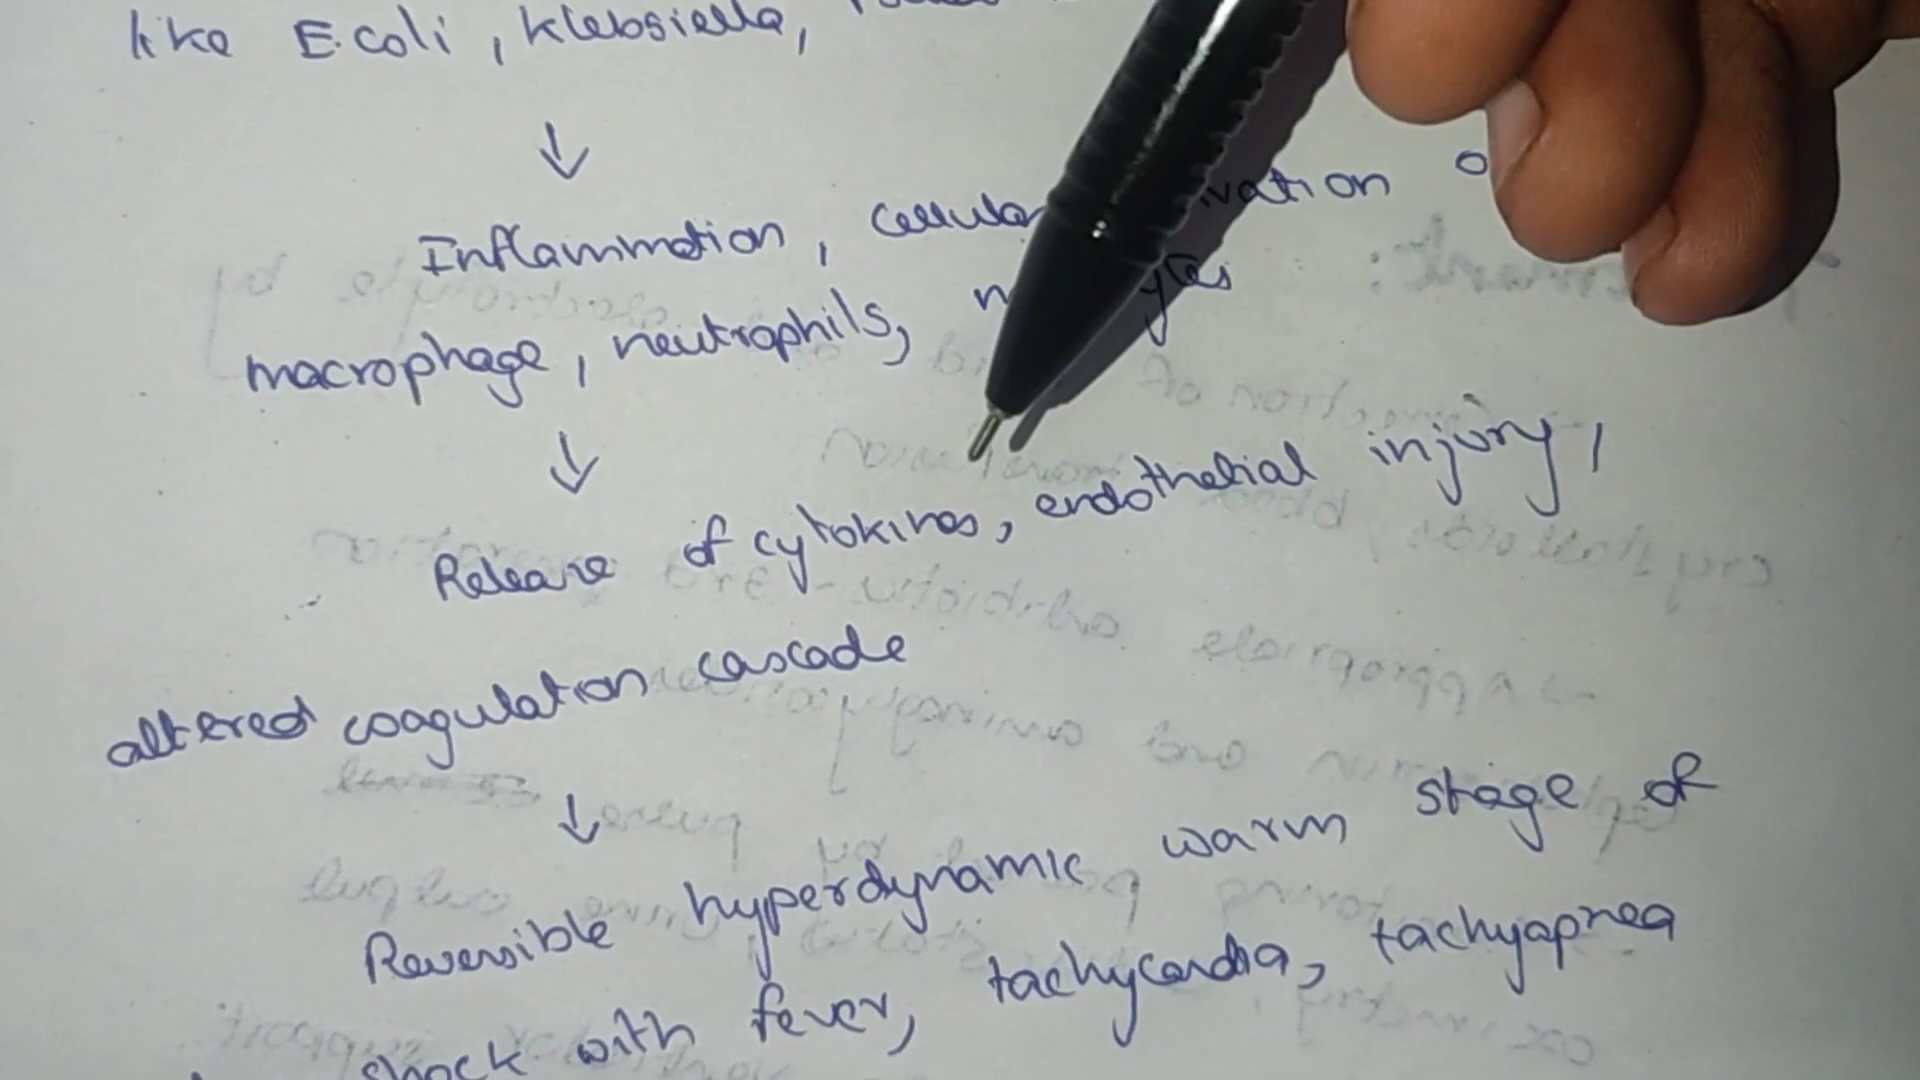 like E.coli, Klebsiella,
↓
Inflammation, cellular
macrophage, neutrophils,
↓
Release of cytokines, endothelial injury,
altered coagulation cascade
↓
Reversible hyperdynamic warm stage of
shock with fever, tachycardia, tachyapnea